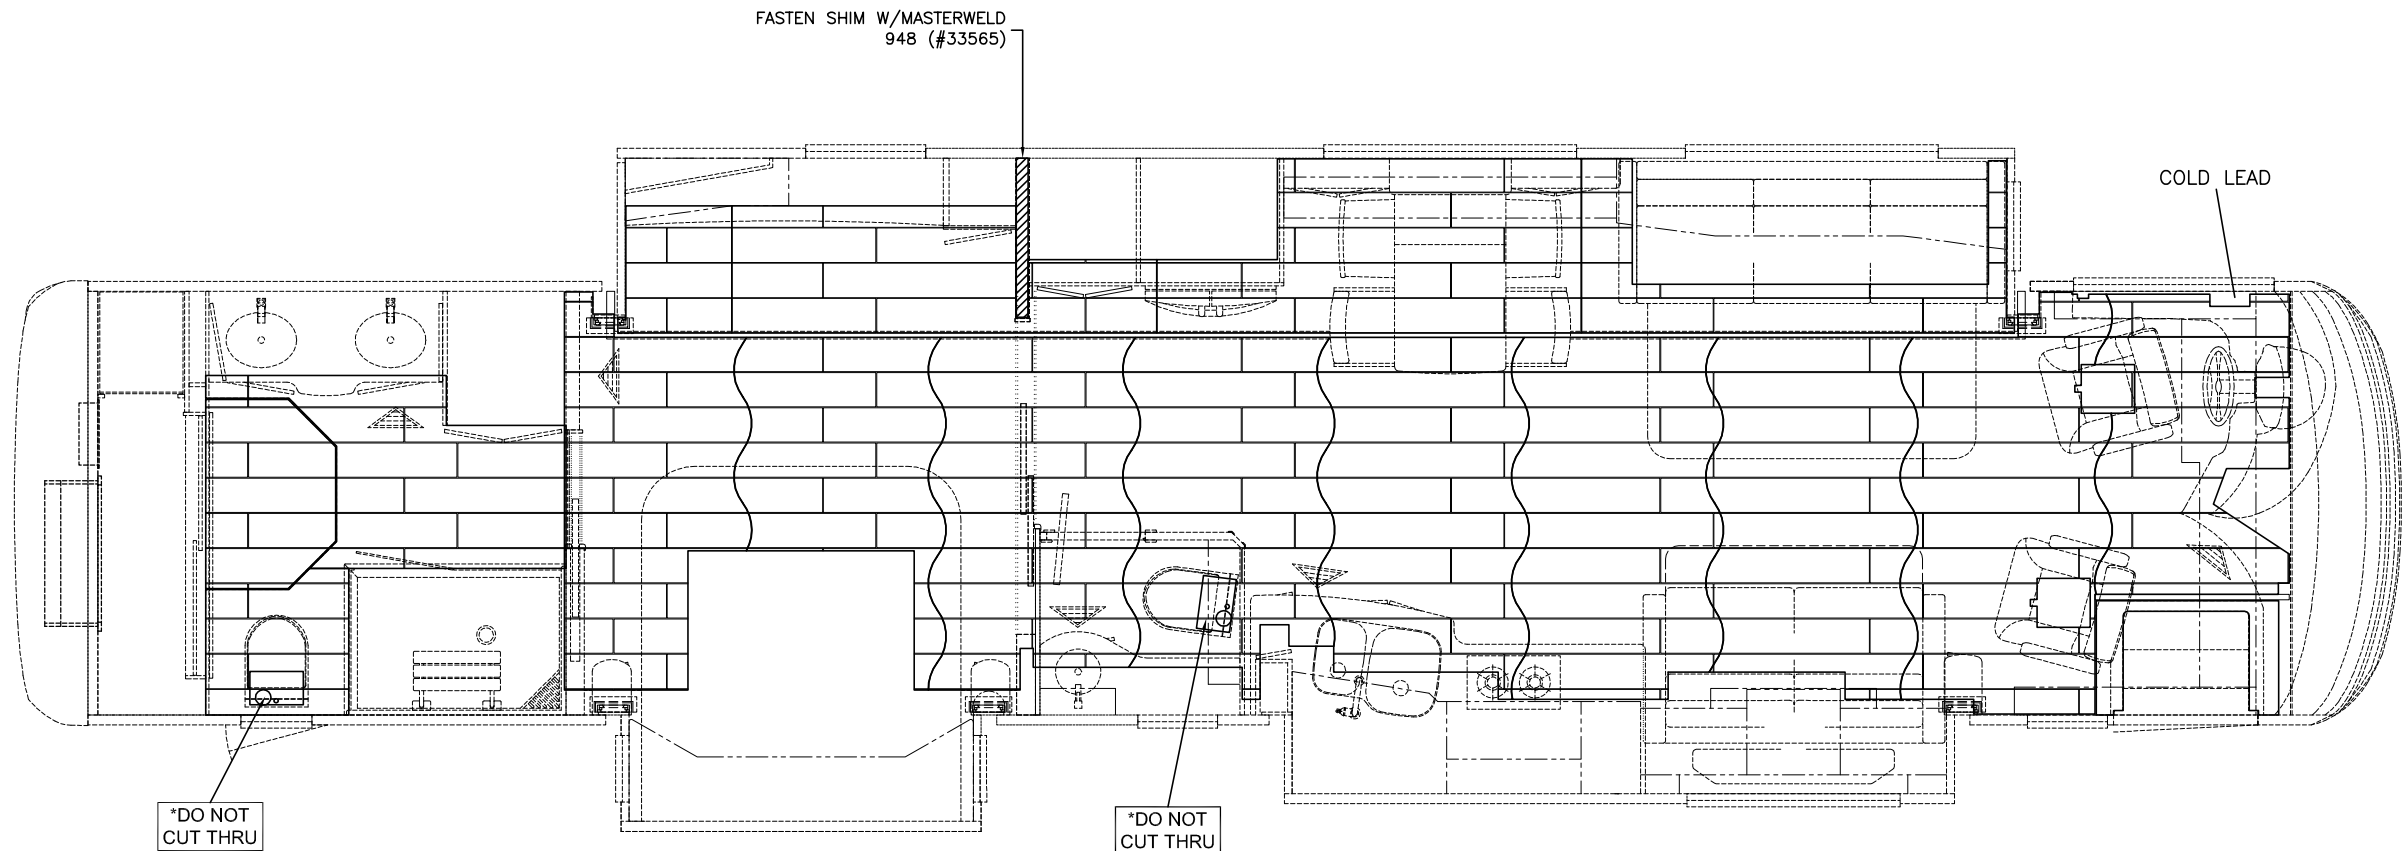 FASTEN SHIM W/MASTERWELD
948 (#33565)
COLD LEAD
*DO NOT
CUT THRU
*DO NOT
CUT THRU